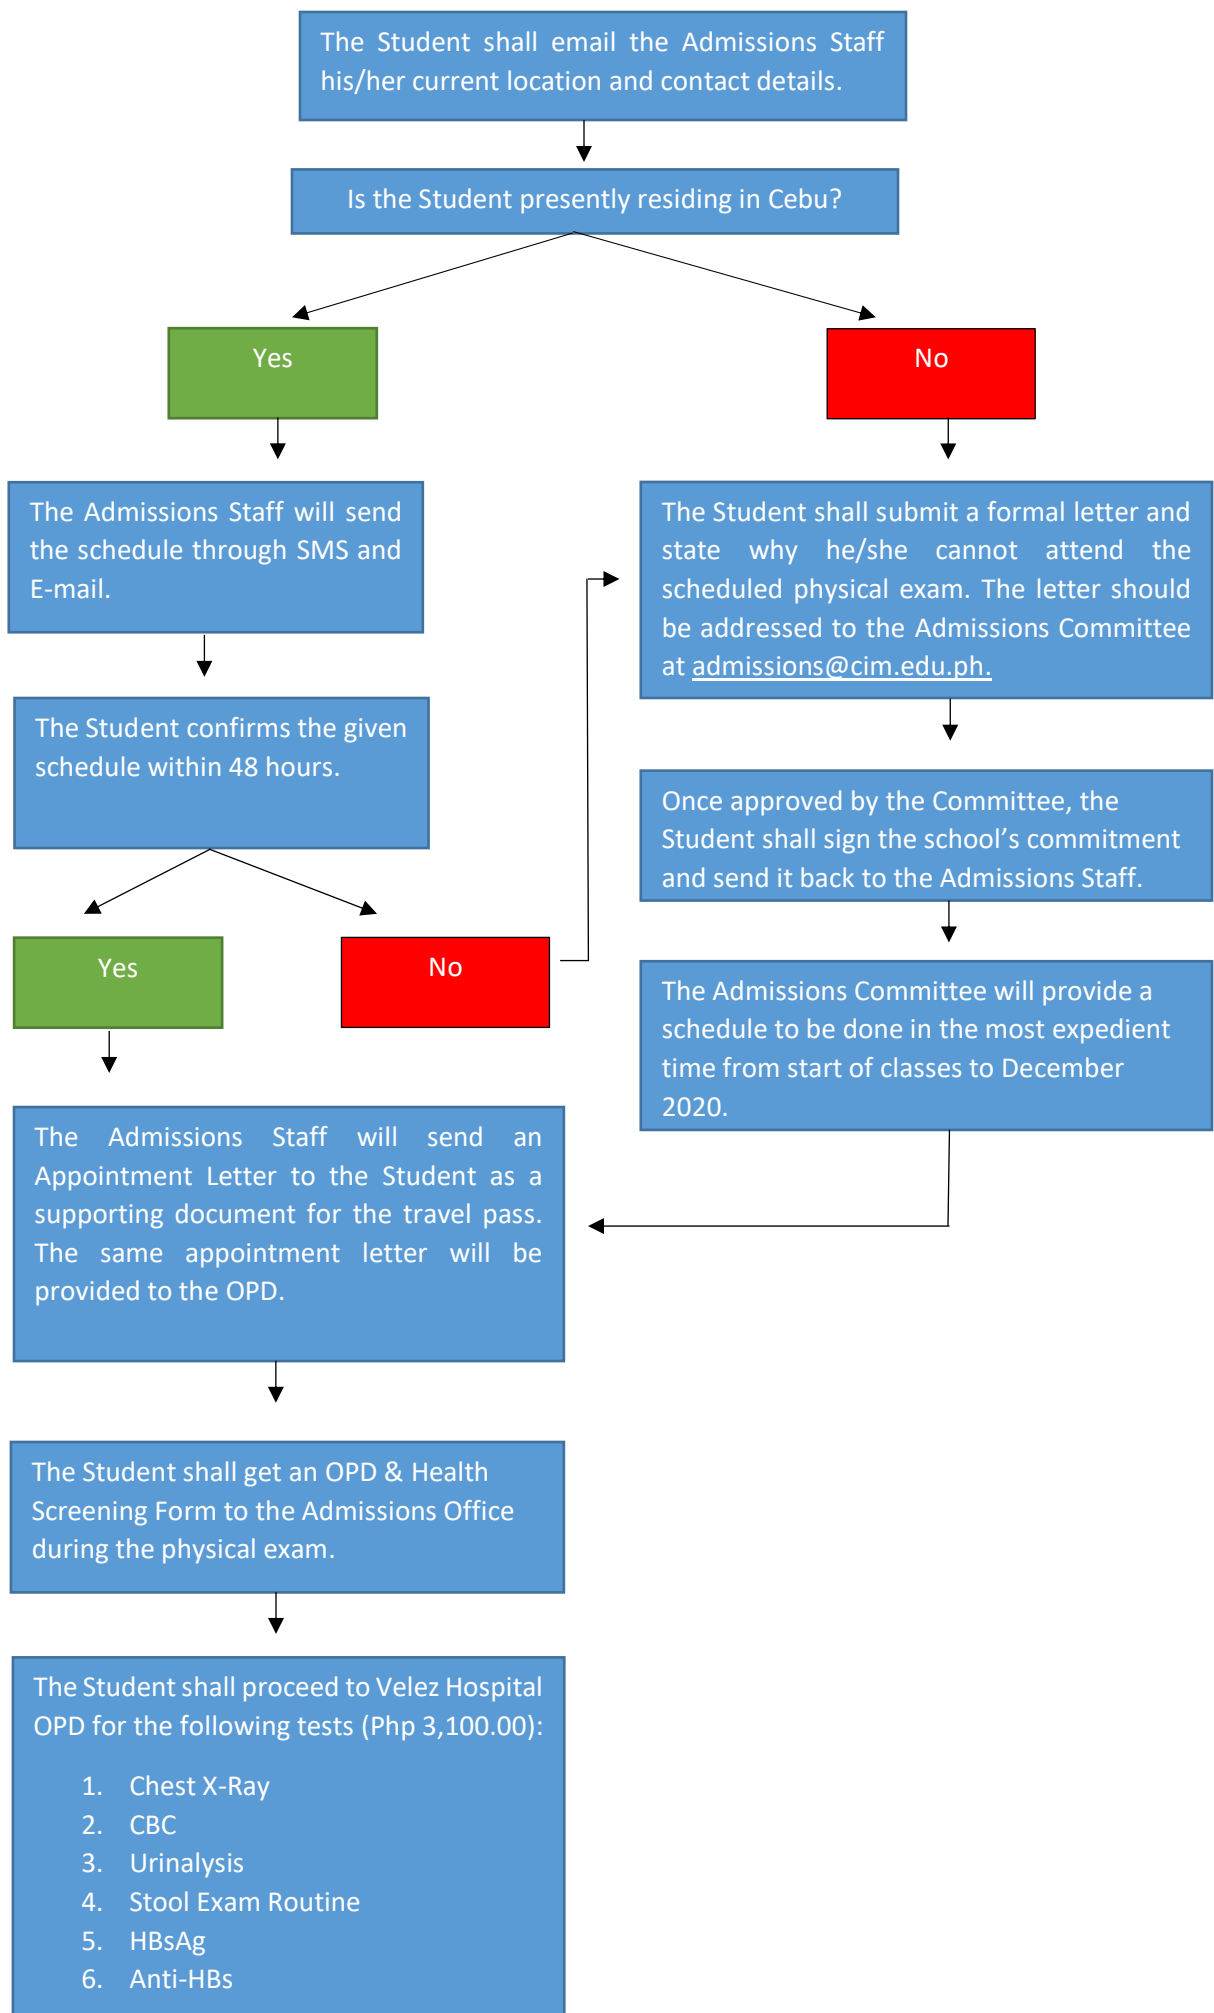 The Student shall email the Admissions Staff
his/her current location and contact details.
Is the Student presently residing in Cebu?
Yes
No
The Admissions Staff will send
the schedule through SMS and
E-mail.
The Student shall submit a formal letter and
state why he/she cannot attend the
scheduled physical exam. The letter should
be addressed to the Admissions Committee
at admissions@cim.edu.ph.
The Student confirms the given
schedule within 48 hours.
Once approved by the Committee, the
Student shall sign the school’s commitment
and send it back to the Admissions Staff.
Yes
No
The Admissions Committee will provide a
schedule to be done in the most expedient
time from start of classes to December
2020.
The Admissions Staff will send an
Appointment Letter to the Student as a
supporting document for the travel pass.
The same appointment letter will be
provided to the OPD.
The Student shall get an OPD & Health
Screening Form to the Admissions Office
during the physical exam.
The Student shall proceed to Velez Hospital
OPD for the following tests (Php 3,100.00):
1. Chest X-Ray
2. CBC
3. Urinalysis
4. Stool Exam Routine
5. HBsAg
6. Anti-HBs